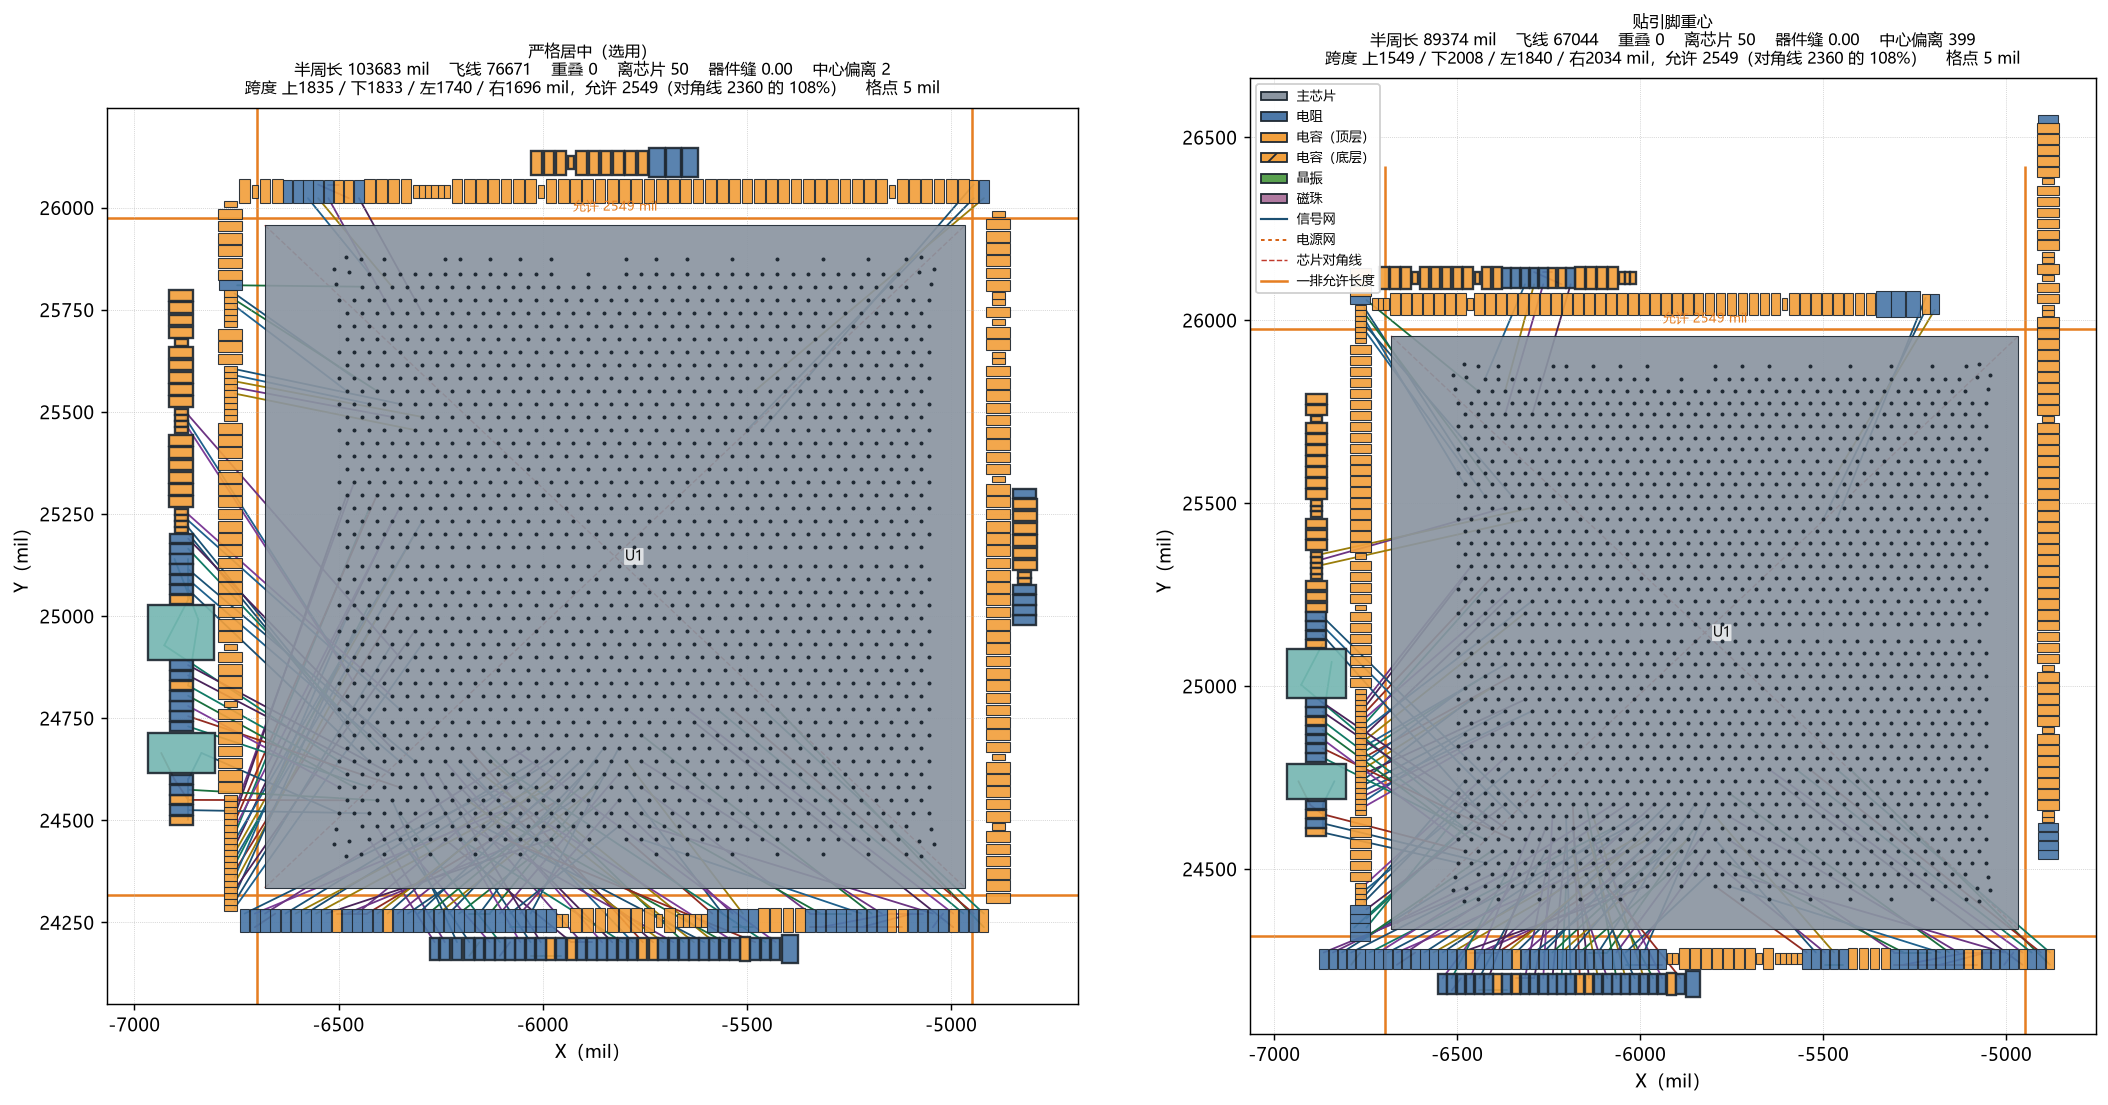 严格居中（选用）
半周长 103683 mil 飞线 76671 重叠 0 离芯片 50 器件缝 0.00 中心偏离 2
跨度 上1835 / 下1833 / 左1740 / 右1696 mil，允许 2549（对角线 2360 的 108%） 格点 5 mil
允许 2549 mil
U1
26000
25750
25500
25250
25000
24750
24500
24250
Y（mil）
-7000 -6500 -6000 -5500 -5000
X（mil）
贴引脚重心
半周长 89374 mil 飞线 67044 重叠 0 离芯片 50 器件缝 0.00 中心偏离 399
跨度 上1549 / 下2008 / 左1840 / 右2034 mil，允许 2549（对角线 2360 的 108%） 格点 5 mil
主芯片
电阻
电容（顶层）
电容（底层）
晶振
磁珠
信号网
电源网
芯片对角线
一排允许长度
允许 2549 mil
U1
26500
26000
25500
25000
24500
Y（mil）
-7000 -6500 -6000 -5500 -5000
X（mil）